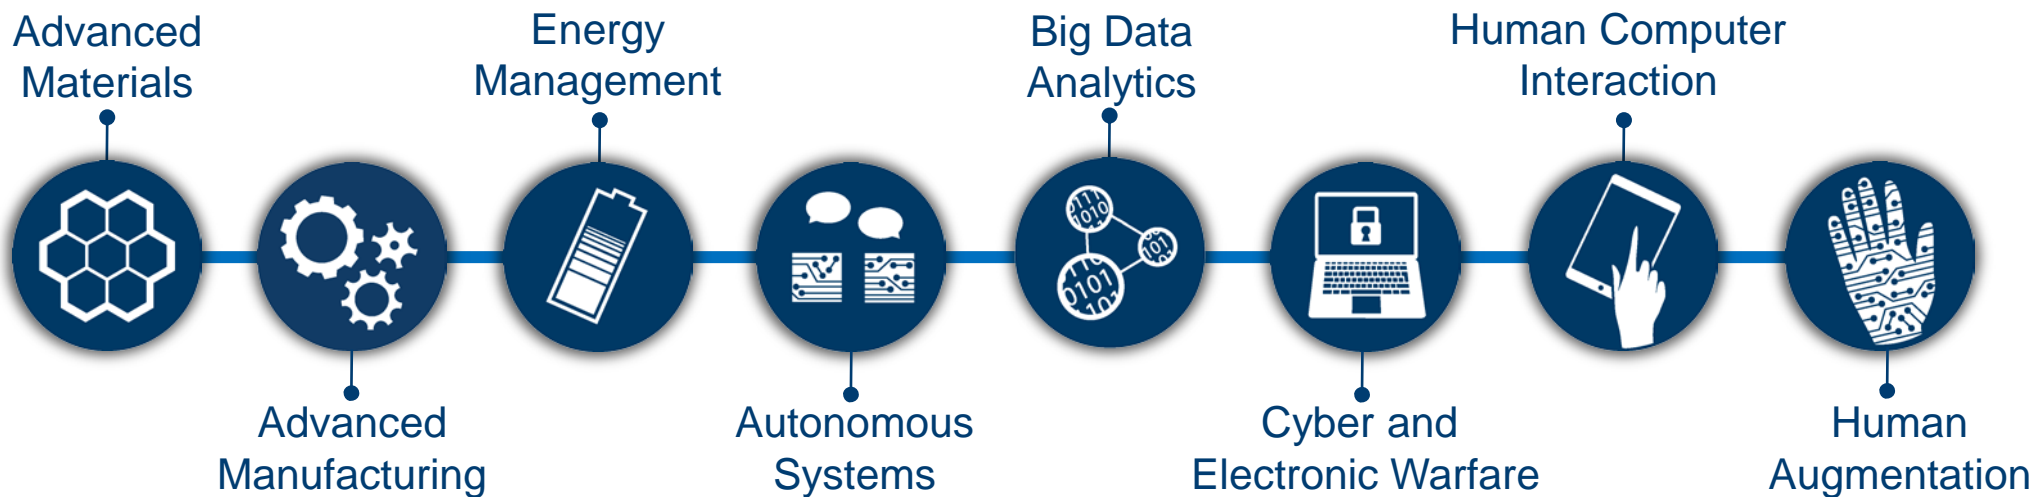 Advanced
Materials
Energy
Management
Big Data
Analytics
Human Computer
Interaction
Advanced
Manufacturing
Autonomous
Systems
Cyber and
Electronic Warfare
Human
Augmentation